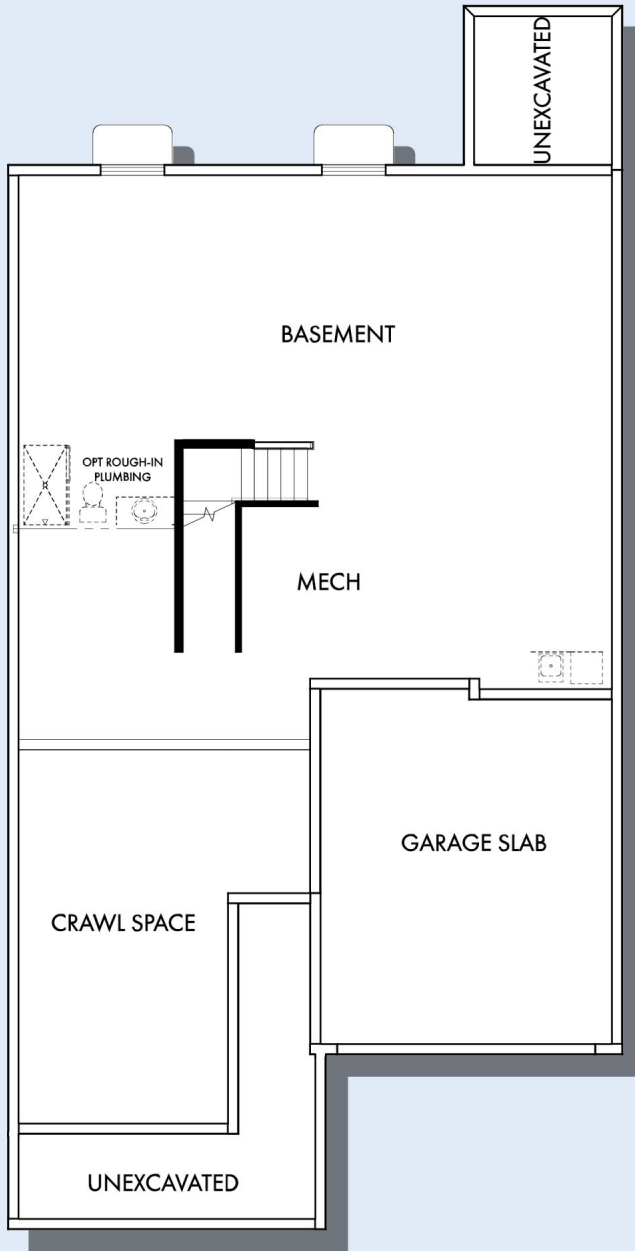 UNEXCAVATED
BASEMENT
OPT ROUGH-IN
PLUMBING
MECH
GARAGE SLAB
CRAWL SPACE
UNEXCAVATED